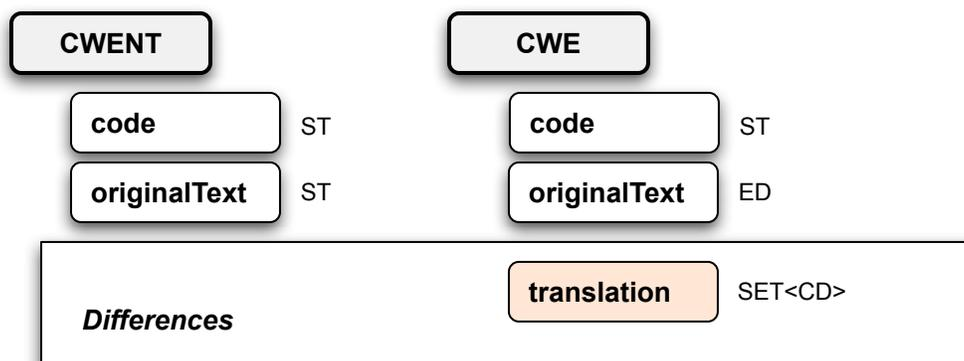 CWENT CWE
code ST code ST
originalText ST originalText ED
translation SET<CD>
Differences